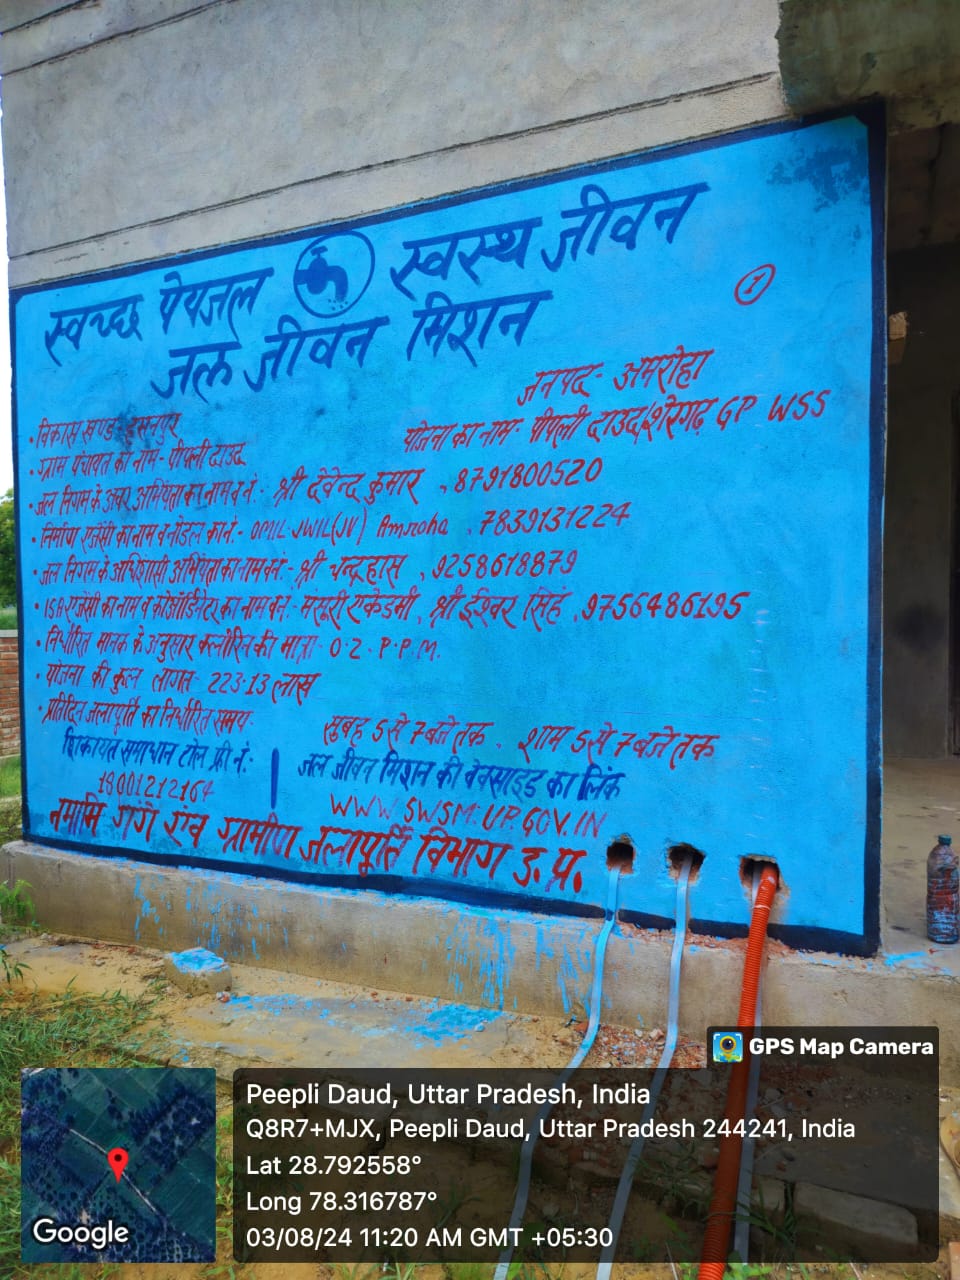 स्वच्छ पेयजल स्वस्थ जीवन
जल जीवन मिशन
1
जनपद:- अमरोहा
• विकास खण्ड- हसनपुर
योजना का नाम- पीपली दाउद/शेरगढ़ GP WSS
• ग्राम पंचायत का नाम- पीपली दाउद
• जल निगम के अवर अभियंता का नाम व नं:- श्री देवेन्द्र कुमार, 8791800520
• निर्माण एजेंसी का नाम व नोडल का नं:- OMIL-JWIL(JV) Amroha, 7839131224
• जल निगम के अधिशासी अभियंता का नाम व नं:- श्री चन्द्रहास, 9258618879
• ISA एजेंसी का नाम व कोऑर्डिनेटर का नाम व नं:- मंसूरी एकेडमी, श्री ईश्वर सिंह, 9756486195
• निर्धारित मानक के अनुसार क्लोरिन की मात्रा- 0.2. P.P.M.
• योजना की कुल लागत- 223.13 लाख
• प्रतिदिन जलापूर्ति का निर्धारित समय- सुबह 5 से 7 बजे तक, शाम 5 से 7 बजे तक
शिकायत समाधान टोल फ्री नं:
18001212164
जल जीवन मिशन की वेबसाइड का लिंक
WWW.SWSM.UP.GOV.IN
नमामि गंगे एंव ग्रामीण जलापूर्ति विभाग उ.प्र.
GPS Map Camera
Peepli Daud, Uttar Pradesh, India
Q8R7+MJX, Peepli Daud, Uttar Pradesh 244241, India
Lat 28.792558°
Long 78.316787°
03/08/24 11:20 AM GMT +05:30
Google